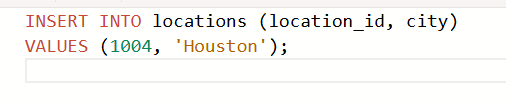 INSERT INTO locations (location_id, city)
VALUES (1004, 'Houston');